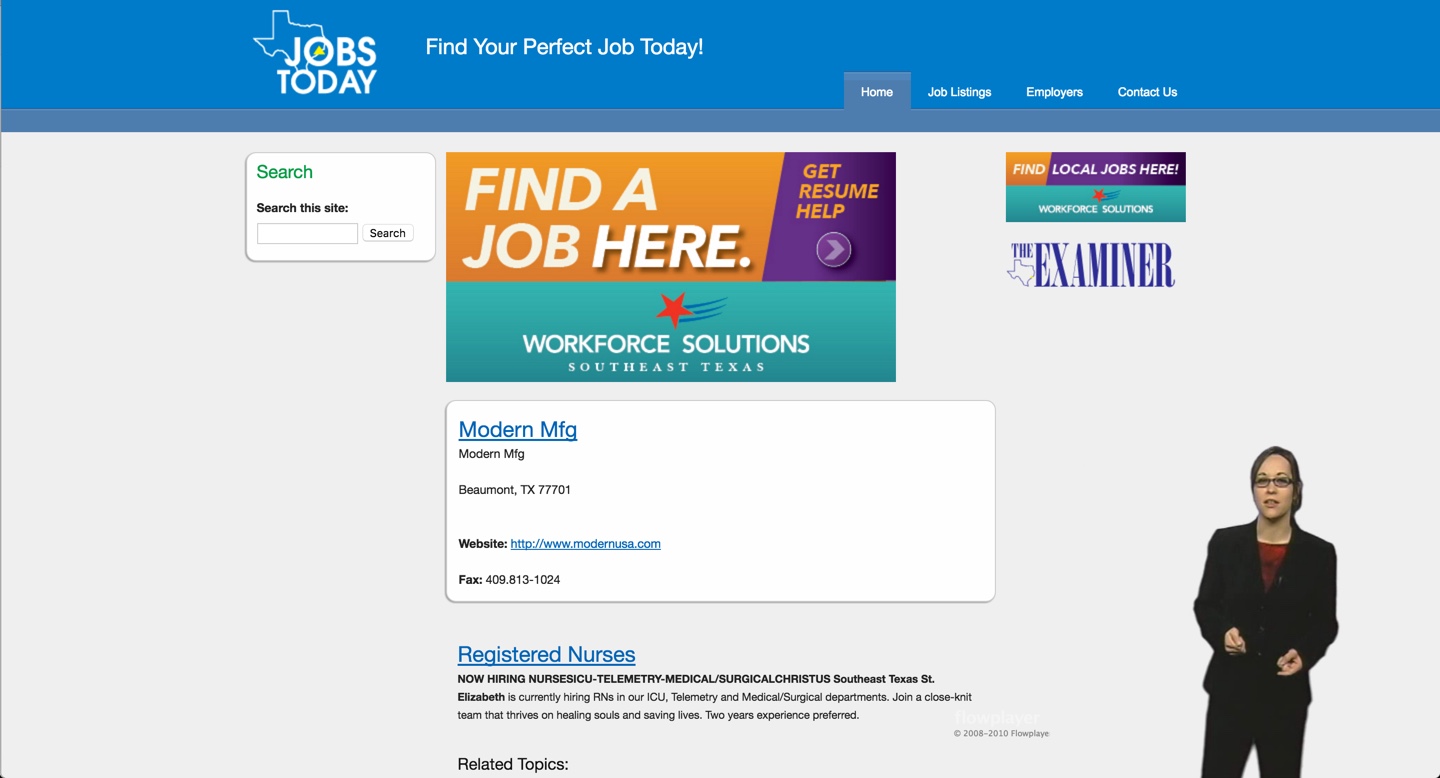 JOBS
TODAY
Find Your Perfect Job Today!
Home
Job Listings
Employers
Contact Us
Search
Search this site:
Search
FIND A
JOB HERE.
GET
RESUME
HELP
WORKFORCE SOLUTIONS
SOUTHEAST TEXAS
FIND LOCAL JOBS HERE!
WORKFORCE SOLUTIONS
THE EXAMINER
Modern Mfg
Modern Mfg
Beaumont, TX 77701
Website: http://www.modernusa.com
Fax: 409.813-1024
Registered Nurses
NOW HIRING NURSESICU-TELEMETRY-MEDICAL/SURGICALCHRISTUS Southeast Texas St.
Elizabeth is currently hiring RNs in our ICU, Telemetry and Medical/Surgical departments. Join a close-knit
team that thrives on healing souls and saving lives. Two years experience preferred.
flowplayer
© 2008-2010 Flowplaye
Related Topics: